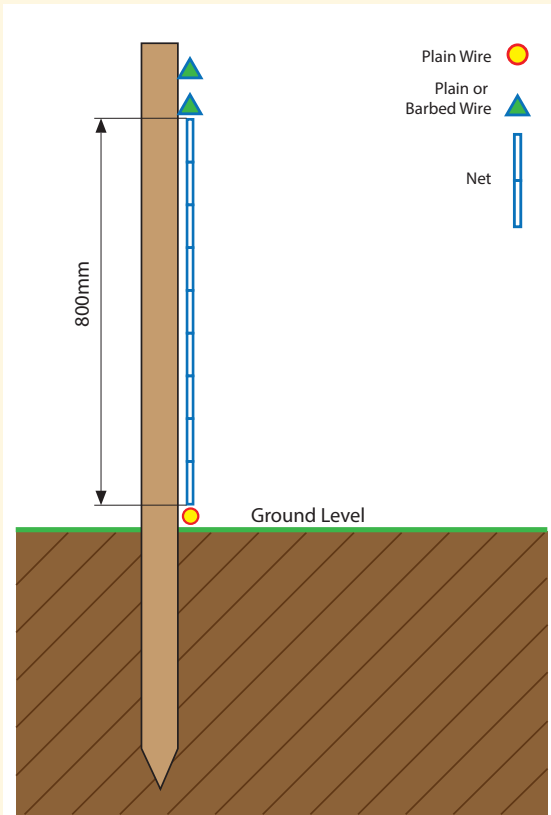 Plain Wire
Plain or
Barbed Wire
Net
800mm
Ground Level